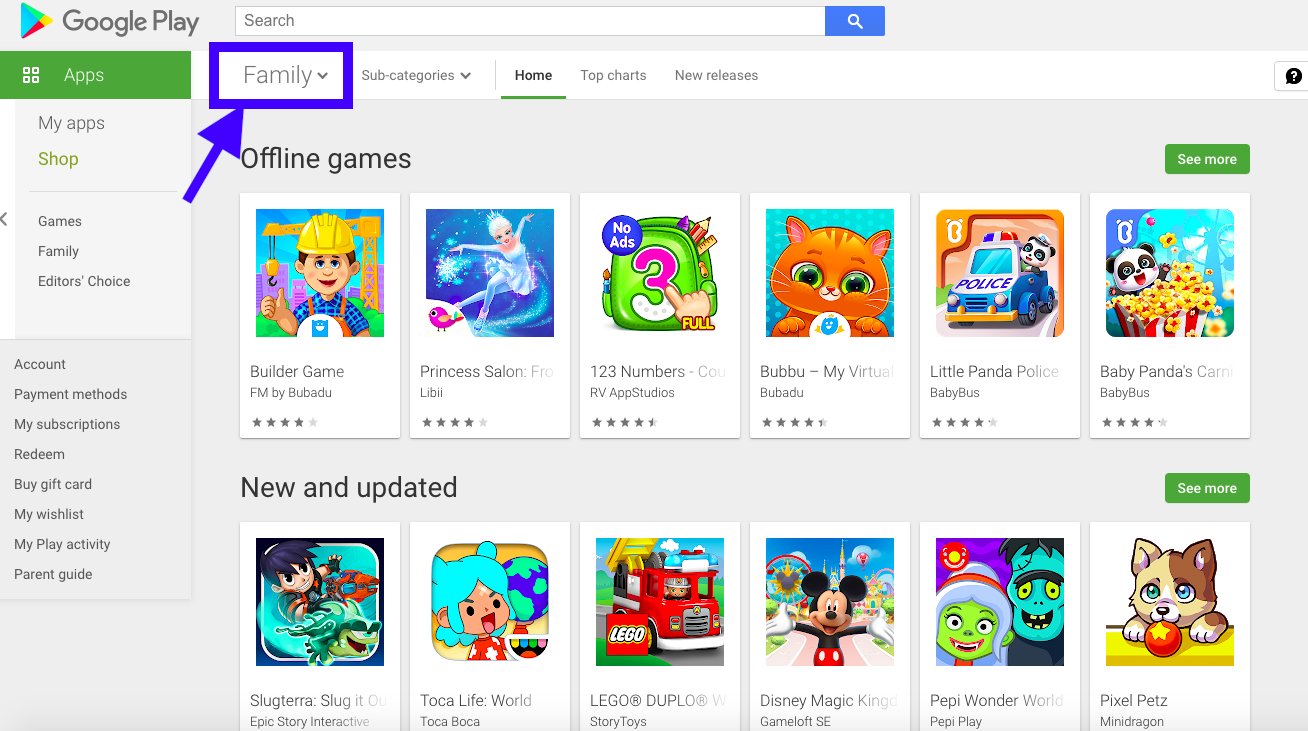 Google Play
Search
Apps
Family
Sub-categories
Home
Top charts
New releases
My apps
Shop
Games
Family
Editors' Choice
Account
Payment methods
My subscriptions
Redeem
Buy gift card
My wishlist
My Play activity
Parent guide
Offline games
See more
No
Ads
3
FULL
POLICE
Builder Game
FM by Bubadu
Princess Salon: Fro
Libii
123 Numbers - Cou
RV AppStudios
Bubbu – My Virtual
Bubadu
Little Panda Police
BabyBus
Baby Panda's Carni
BabyBus
New and updated
See more
LEGO
Slugterra: Slug it Ou
Epic Story Interactive
Toca Life: World
Toca Boca
LEGO® DUPLO® W
StoryToys
Disney Magic Kingd
Gameloft SE
Pepi Wonder World
Pepi Play
Pixel Petz
Minidragon